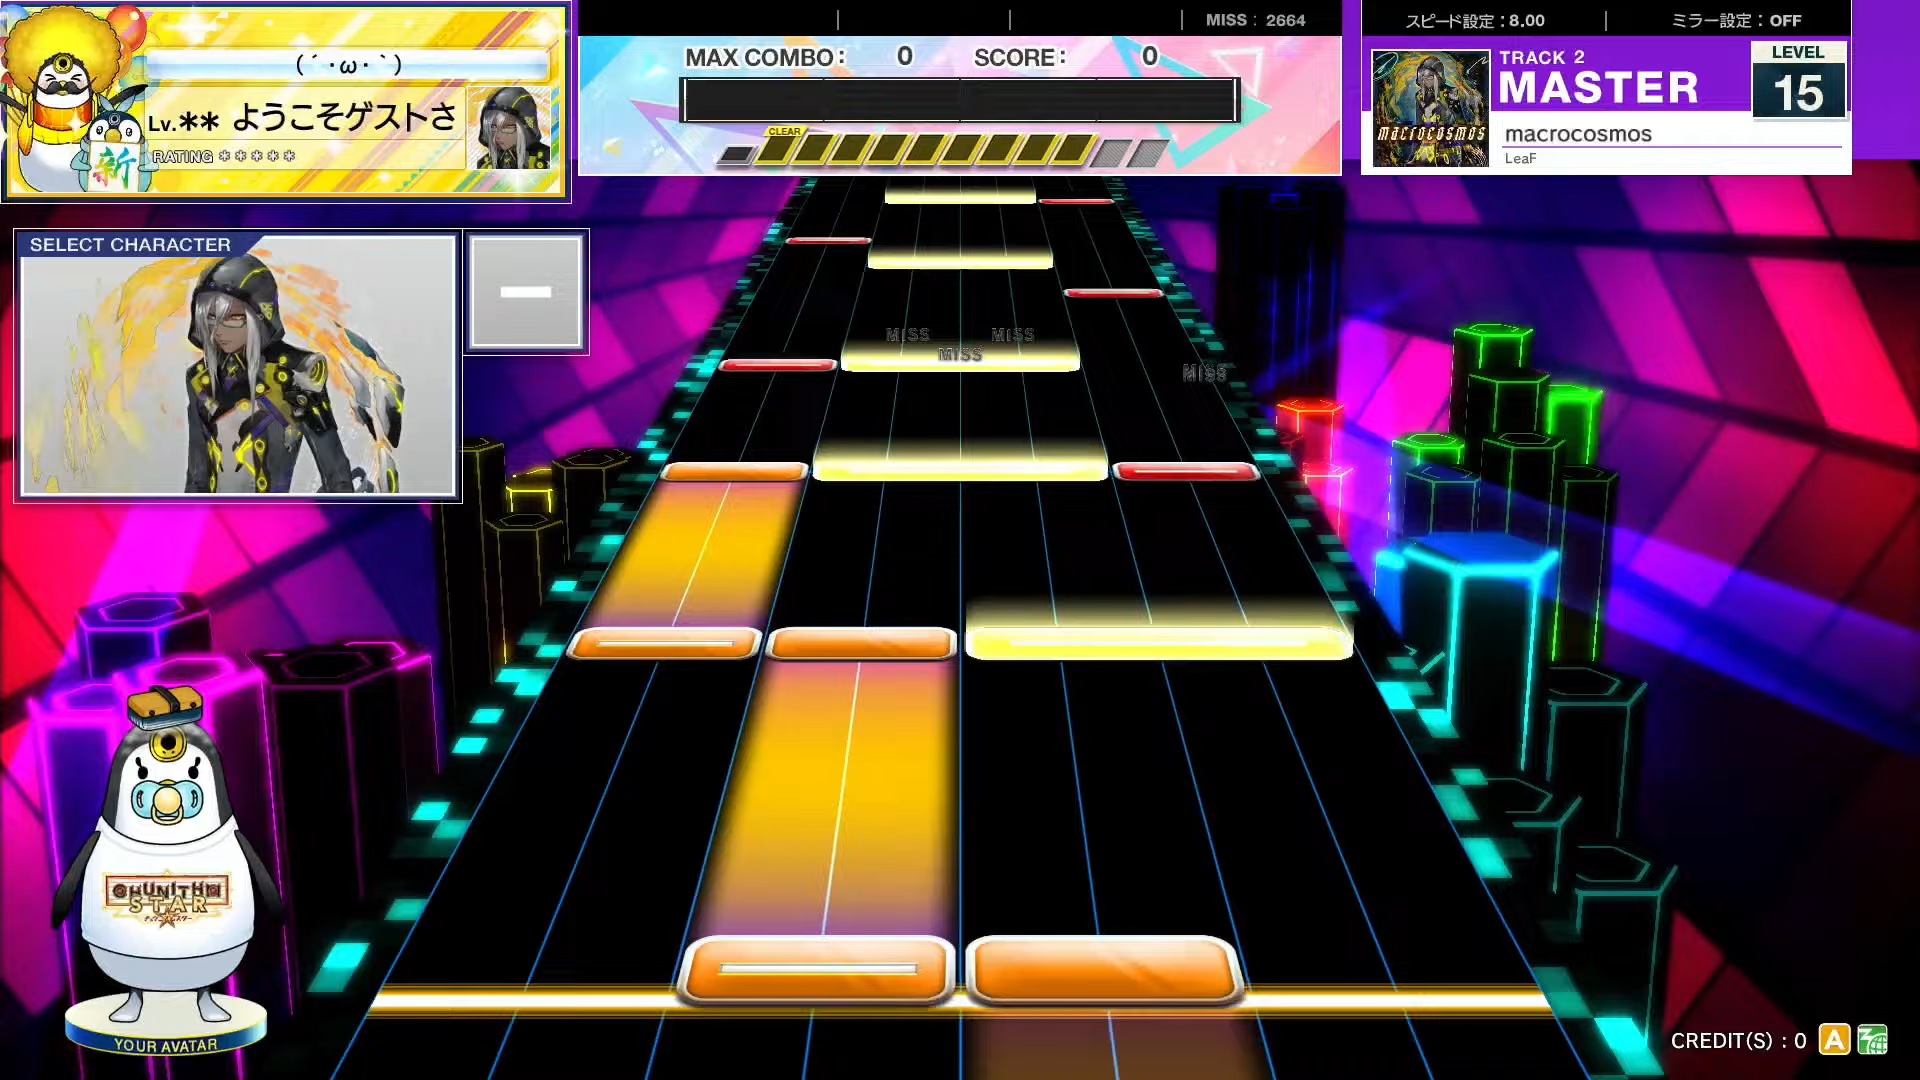 (´・ω・`)
Lv.** ようこそゲストさ
RATING *****
新
SELECT CHARACTER
MISS : 2664
MAX COMBO : 0 SCORE : 0
CLEAR
スピード設定 : 8.00 ミラー設定 : OFF
TRACK 2
MASTER
LEVEL
15
macrocosmos
LeaF
MACROCOSMOS
MISS MISS
MISS
MISS
CHUNITHM
STAR
YOUR AVATAR
CREDIT(S) : 0 A